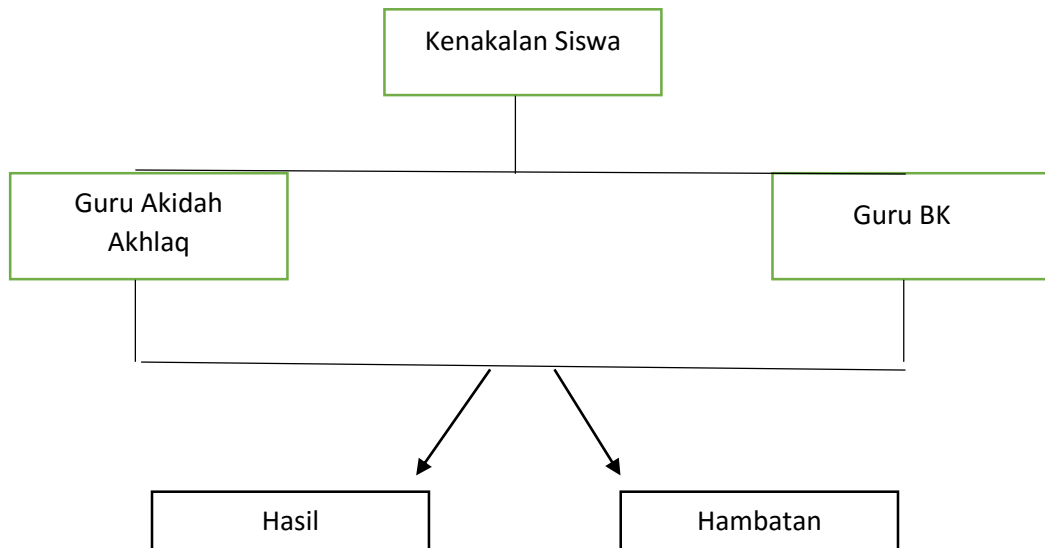 Kenakalan Siswa
Guru Akidah
Akhlaq
Guru BK
Hasil
Hambatan